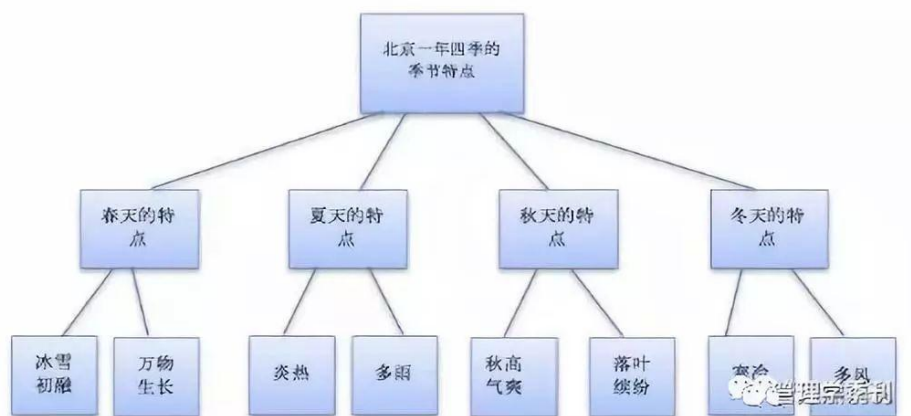 北京一年四季的
季节特点
春天的特
点
夏天的特
点
秋天的特
点
冬天的特
点
冰雪
初融
万物
生长
炎热
多雨
秋高
气爽
落叶
缤纷
寒冷
多风
管理学季刊